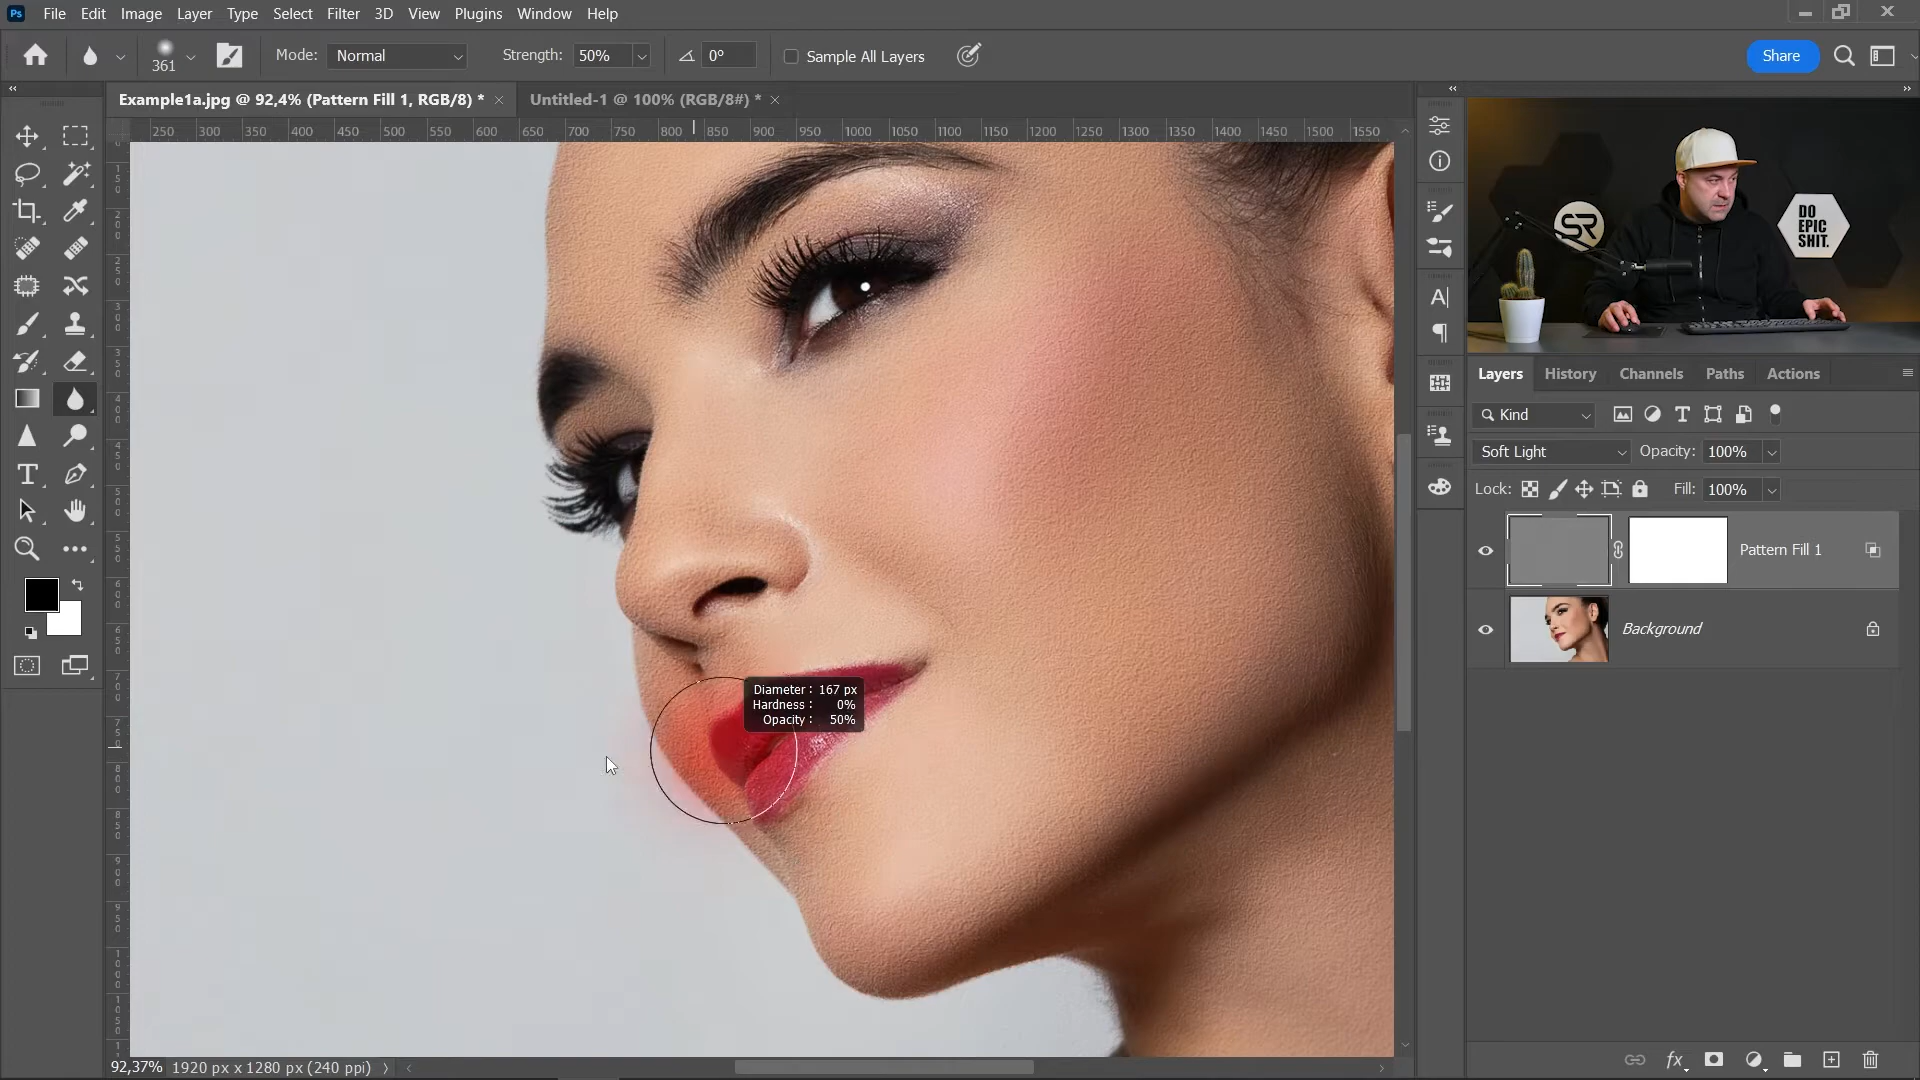 Ps File Edit Image Layer Type Select Filter 3D View Plugins Window Help
361 Mode: Normal Strength: 50% 0° Sample All Layers Share
Example1a.jpg @ 92,4% (Pattern Fill 1, RGB/8) * × Untitled-1 @ 100% (RGB/8#) * ×
250 300 350 400 450 500 550 600 650 700 750 800 850 900 950 1000 1050 1100 1150 1200 1250 1300 1350 1400 1450 1500 1550
SR
DO
EPIC
SHIT.
Layers History Channels Paths Actions
Kind
Soft Light Opacity: 100%
Lock: Fill: 100%
Pattern Fill 1
Background
Diameter: 167 px
Hardness: 0%
Opacity: 50%
92,37% 1920 px x 1280 px (240 ppi)
fx